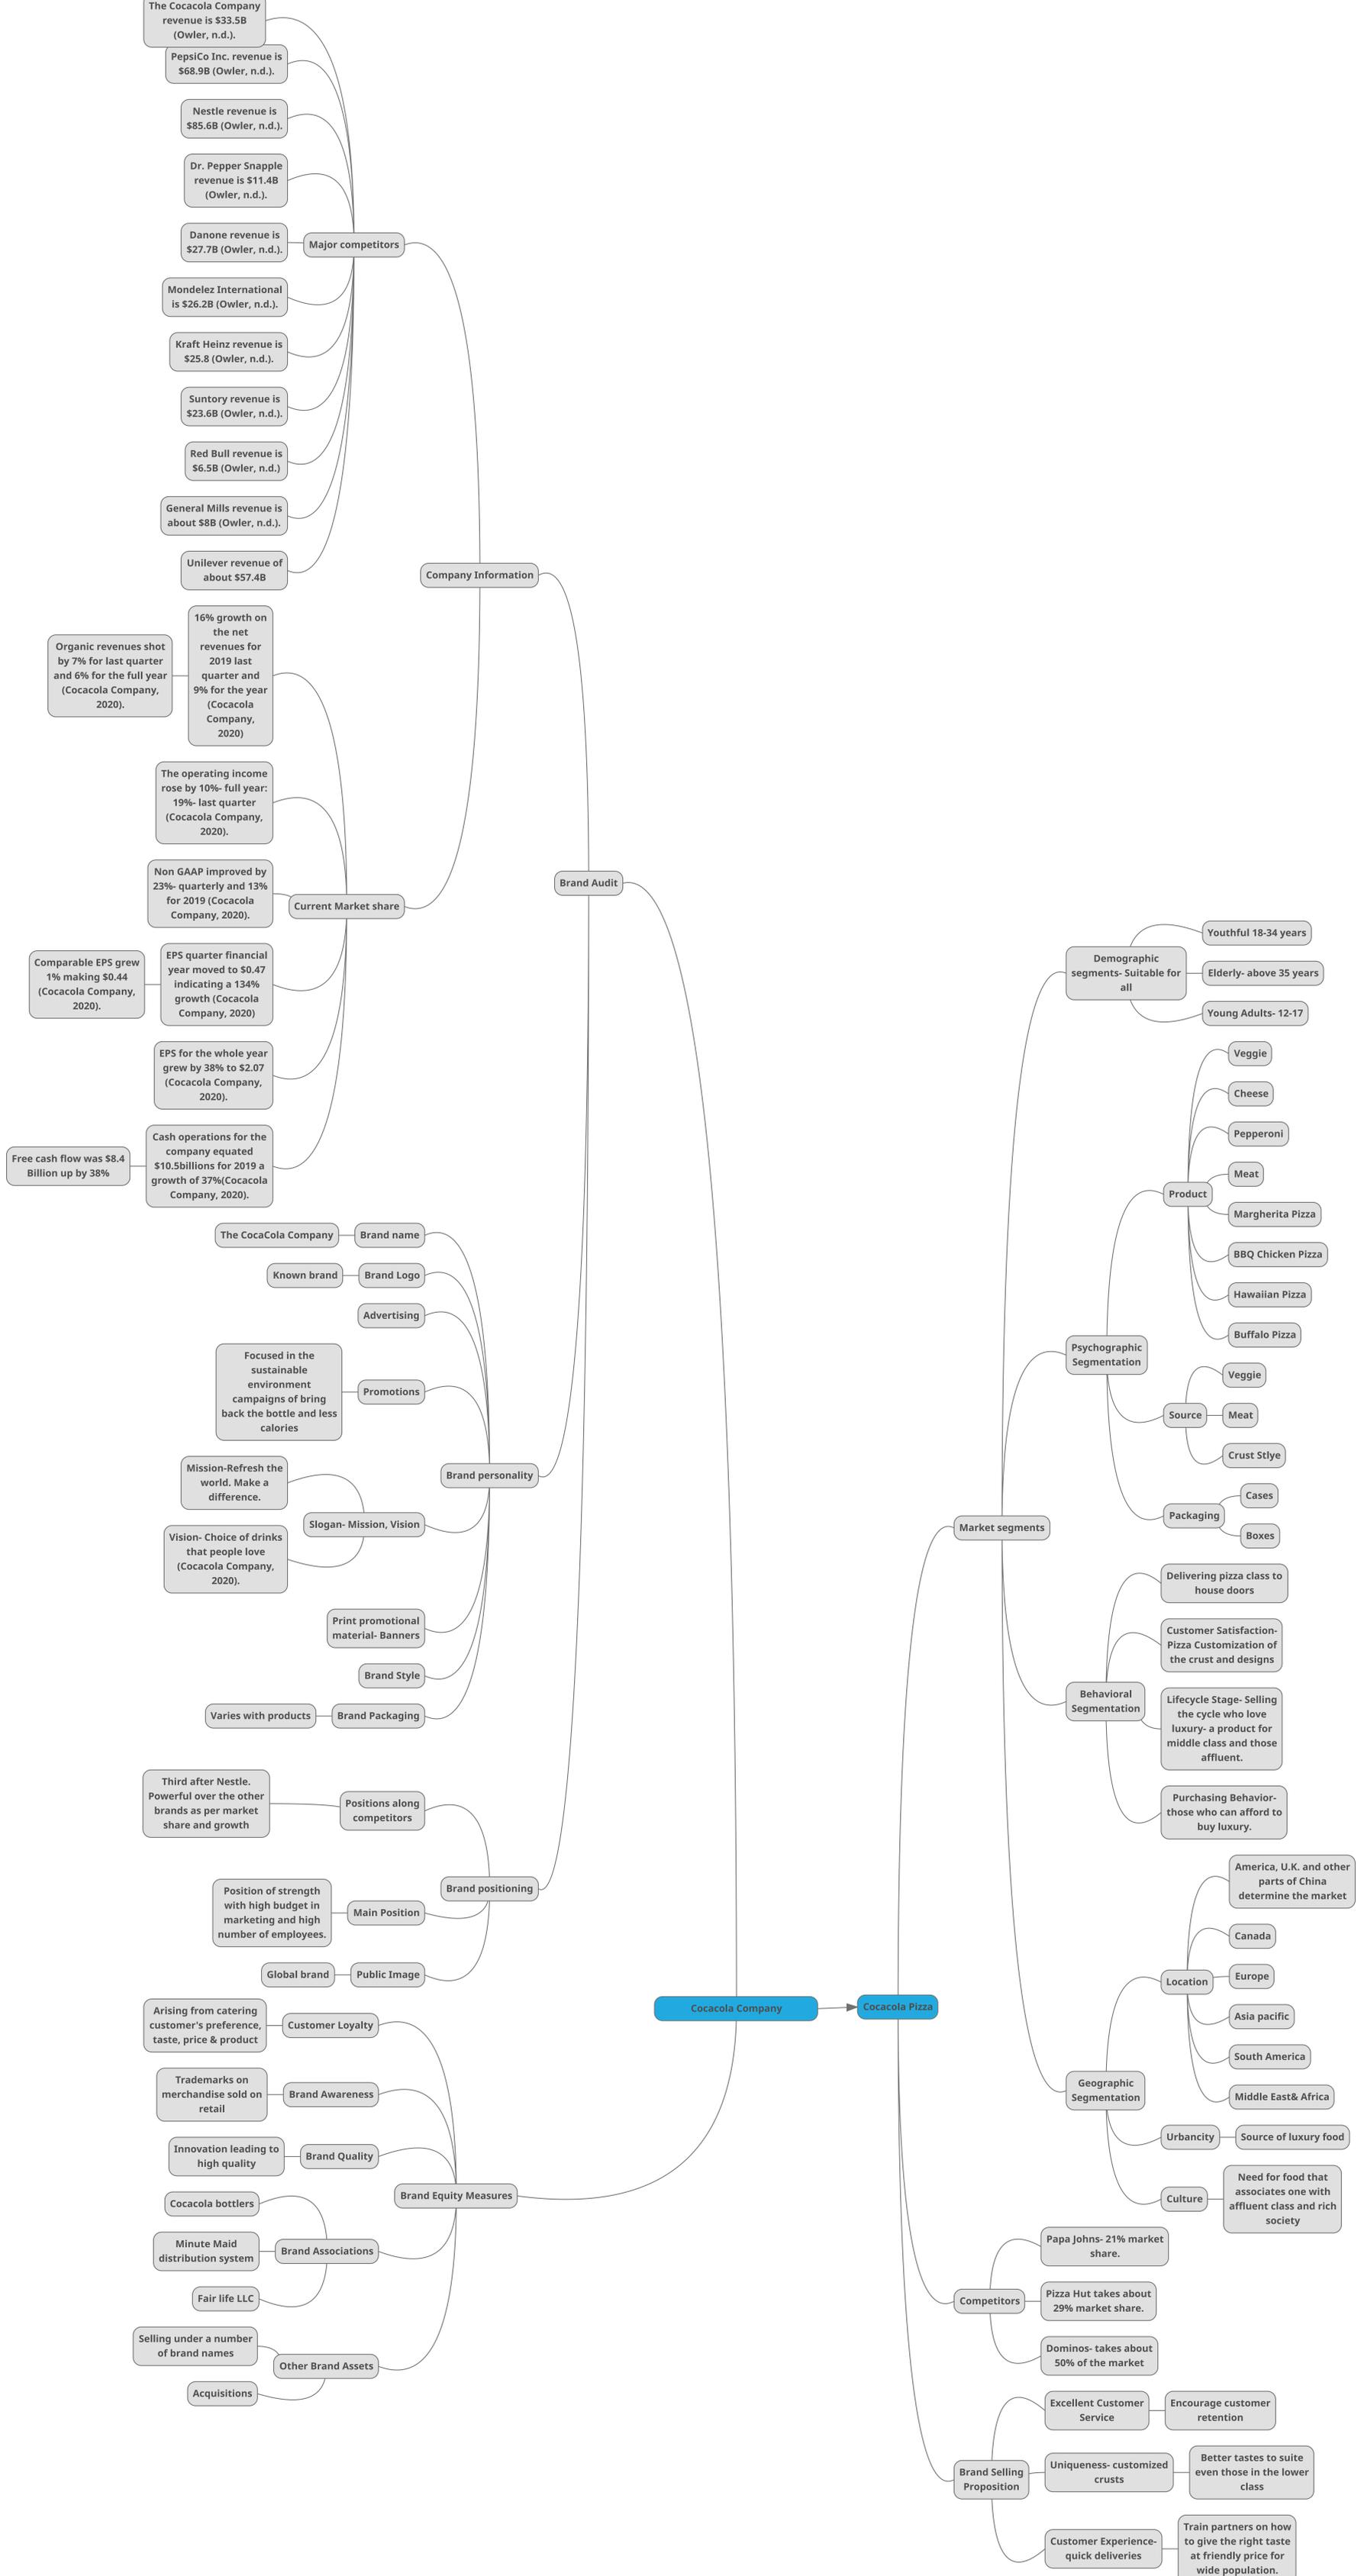 The Cocacola Company
revenue is $33.5B
(Owler, n.d.).
PepsiCo Inc. revenue is
$68.9B (Owler, n.d.).
Nestle revenue is
$85.6B (Owler, n.d.).
Dr. Pepper Snapple
revenue is $11.4B
(Owler, n.d.).
Danone revenue is
$27.7B (Owler, n.d.).
Major competitors
Mondelez International
is $26.2B (Owler, n.d.).
Kraft Heinz revenue is
$25.8 (Owler, n.d.).
Suntory revenue is
$23.6B (Owler, n.d.).
Red Bull revenue is
$6.5B (Owler, n.d.)
General Mills revenue is
about $8B (Owler, n.d.).
Unilever revenue of
about $57.4B
Company Information
16% growth on
the net
revenues for
2019 last
quarter and
9% for the year
(Cocacola
Company,
2020)
Organic revenues shot
by 7% for last quarter
and 6% for the full year
(Cocacola Company,
2020).
The operating income
rose by 10%- full year:
19%- last quarter
(Cocacola Company,
2020).
Non GAAP improved by
23%- quarterly and 13%
for 2019 (Cocacola
Company, 2020).
Current Market share
EPS quarter financial
year moved to $0.47
indicating a 134%
growth (Cocacola
Company, 2020)
Comparable EPS grew
1% making $0.44
(Cocacola Company,
2020).
EPS for the whole year
grew by 38% to $2.07
(Cocacola Company,
2020).
Cash operations for the
company equated
$10.5billions for 2019 a
growth of 37%(Cocacola
Company, 2020).
Free cash flow was $8.4
Billion up by 38%
Brand Audit
The CocaCola Company
Brand name
Known brand
Brand Logo
Advertising
Focused in the
sustainable
environment
campaigns of bring
back the bottle and less
calories
Promotions
Brand personality
Mission-Refresh the
world. Make a
difference.
Slogan- Mission, Vision
Vision- Choice of drinks
that people love
(Cocacola Company,
2020).
Print promotional
material- Banners
Brand Style
Varies with products
Brand Packaging
Third after Nestle.
Powerful over the other
brands as per market
share and growth
Positions along
competitors
Brand positioning
Position of strength
with high budget in
marketing and high
number of employees.
Main Position
Global brand
Public Image
Cocacola Company
Arising from catering
customer's preference,
taste, price & product
Customer Loyalty
Trademarks on
merchandise sold on
retail
Brand Awareness
Innovation leading to
high quality
Brand Quality
Brand Equity Measures
Cocacola bottlers
Minute Maid
distribution system
Brand Associations
Fair life LLC
Selling under a number
of brand names
Other Brand Assets
Acquisitions
Cocacola Pizza
Market segments
Demographic
segments- Suitable for
all
Youthful 18-34 years
Elderly- above 35 years
Young Adults- 12-17
Psychographic
Segmentation
Product
Veggie
Cheese
Pepperoni
Meat
Margherita Pizza
BBQ Chicken Pizza
Hawaiian Pizza
Buffalo Pizza
Source
Veggie
Meat
Crust Stlye
Packaging
Cases
Boxes
Behavioral
Segmentation
Delivering pizza class to
house doors
Customer Satisfaction-
Pizza Customization of
the crust and designs
Lifecycle Stage- Selling
the cycle who love
luxury- a product for
middle class and those
affluent.
Purchasing Behavior-
those who can afford to
buy luxury.
Geographic
Segmentation
Location
America, U.K. and other
parts of China
determine the market
Canada
Europe
Asia pacific
South America
Middle East& Africa
Urbancity
Source of luxury food
Culture
Need for food that
associates one with
affluent class and rich
society
Competitors
Papa Johns- 21% market
share.
Pizza Hut takes about
29% market share.
Dominos- takes about
50% of the market
Brand Selling
Proposition
Excellent Customer
Service
Encourage customer
retention
Uniqueness- customized
crusts
Better tastes to suite
even those in the lower
class
Customer Experience-
quick deliveries
Train partners on how
to give the right taste
at friendly price for
wide population.